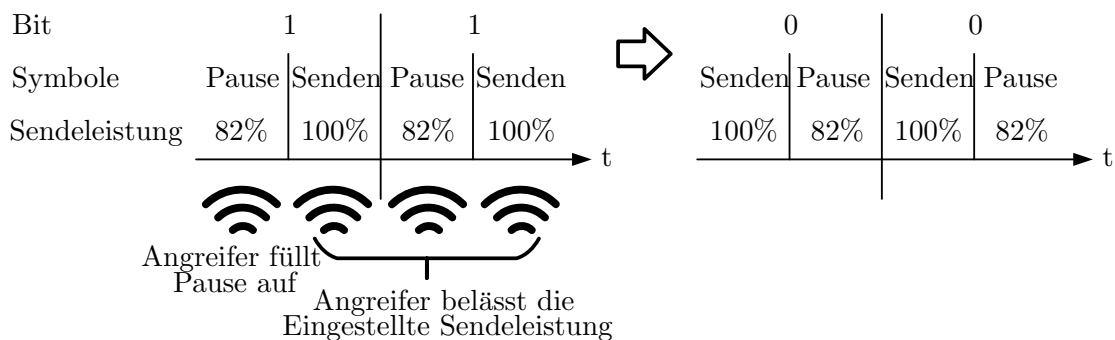 Bit 1 1 0 0
Symbole Pause Senden Pause Senden Senden Pause Senden Pause
Sendeleistung 82% 100% 82% 100% 100% 82% 100% 82%
t t
Angreifer füllt
Pause auf
Angreifer belässt die
Eingestellte Sendeleistung